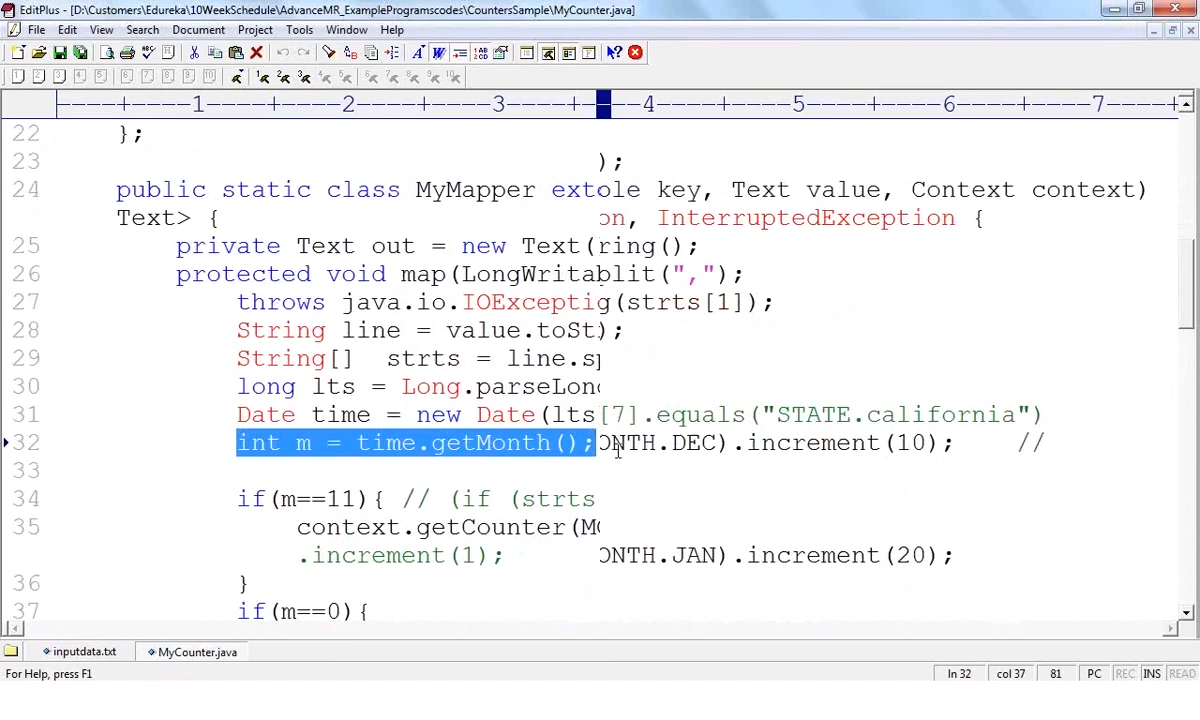 EditPlus - [D:\Customers\Edureka\10WeekSchedule\AdvanceMR_ExampleProgramscodes\CountersSample\MyCounter.java]
File Edit View Search Document Project Tools Window Help
----+----1----+----2----+----3----+----4----+----5----+----6----+----7----+
22 };
23 );
24 public static class MyMapper extole key, Text value, Context context)
Text> { on, InterruptedException {
25 private Text out = new Text(ring();
26 protected void map(LongWritablit(",");
27 throws java.io.IOExceptig(strts[1]);
28 String line = value.toSt);
29 String[] strts = line.sp
30 long lts = Long.parseLong
31 Date time = new Date(lts[7].equals("STATE.california")
32 int m = time.getMonth();ONTH.DEC).increment(10); //
33
34 if(m==11){ // (if (strts
35 context.getCounter(MO
.increment(1); ONTH.JAN).increment(20);
36 }
37 if(m==0){
inputdata.txt MyCounter.java
For Help, press F1 ln 32 col 37 81 PC REC INS READ